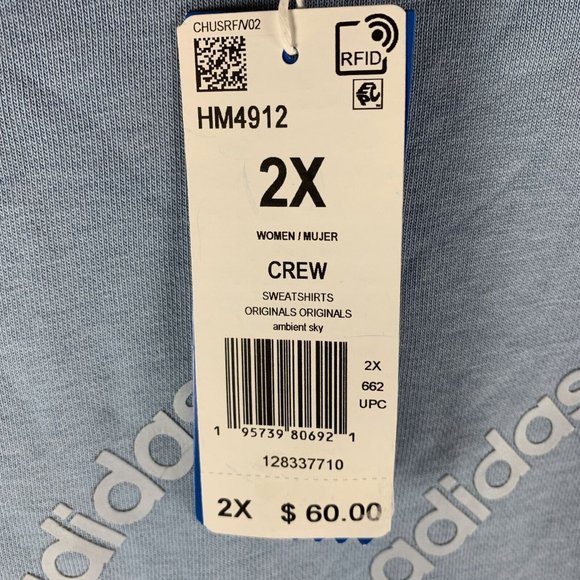 CHUSRF/V02
RFID
HM4912
2X
WOMEN / MUJER
CREW
SWEATSHIRTS
ORIGINALS ORIGINALS
ambient sky
2X
662
UPC
1 95739 80692 1
128337710
2X $ 60.00
adidas
adidas